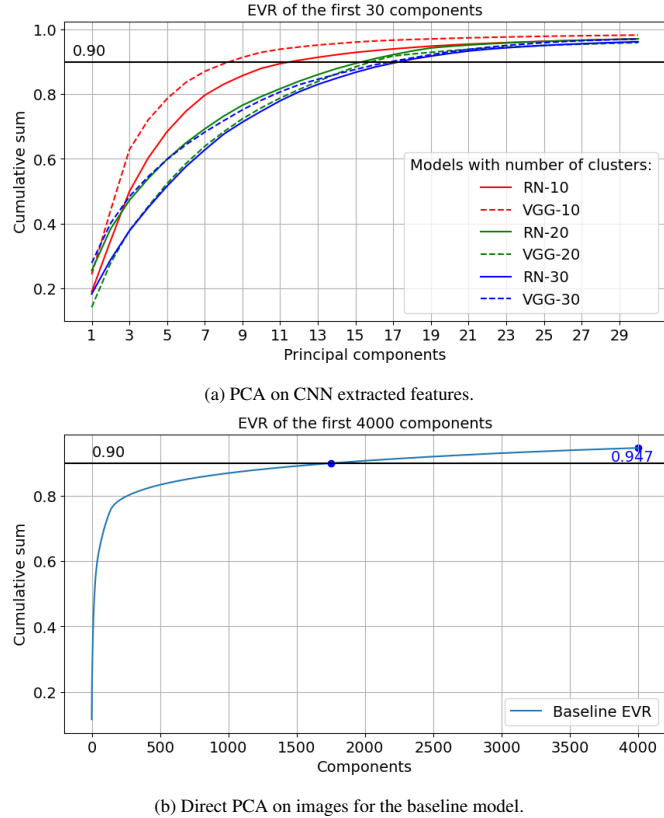 EVR of the first 30 components
1.0
0.90
0.8
0.6
0.4
0.2
Cumulative sum
Models with number of clusters:
RN-10
VGG-10
RN-20
VGG-20
RN-30
VGG-30
1 3 5 7 9 11 13 15 17 19 21 23 25 27 29
Principal components
(a) PCA on CNN extracted features.
EVR of the first 4000 components
0.90
0.947
0.8
0.6
0.4
0.2
Cumulative sum
Baseline EVR
0 500 1000 1500 2000 2500 3000 3500 4000
Components
(b) Direct PCA on images for the baseline model.